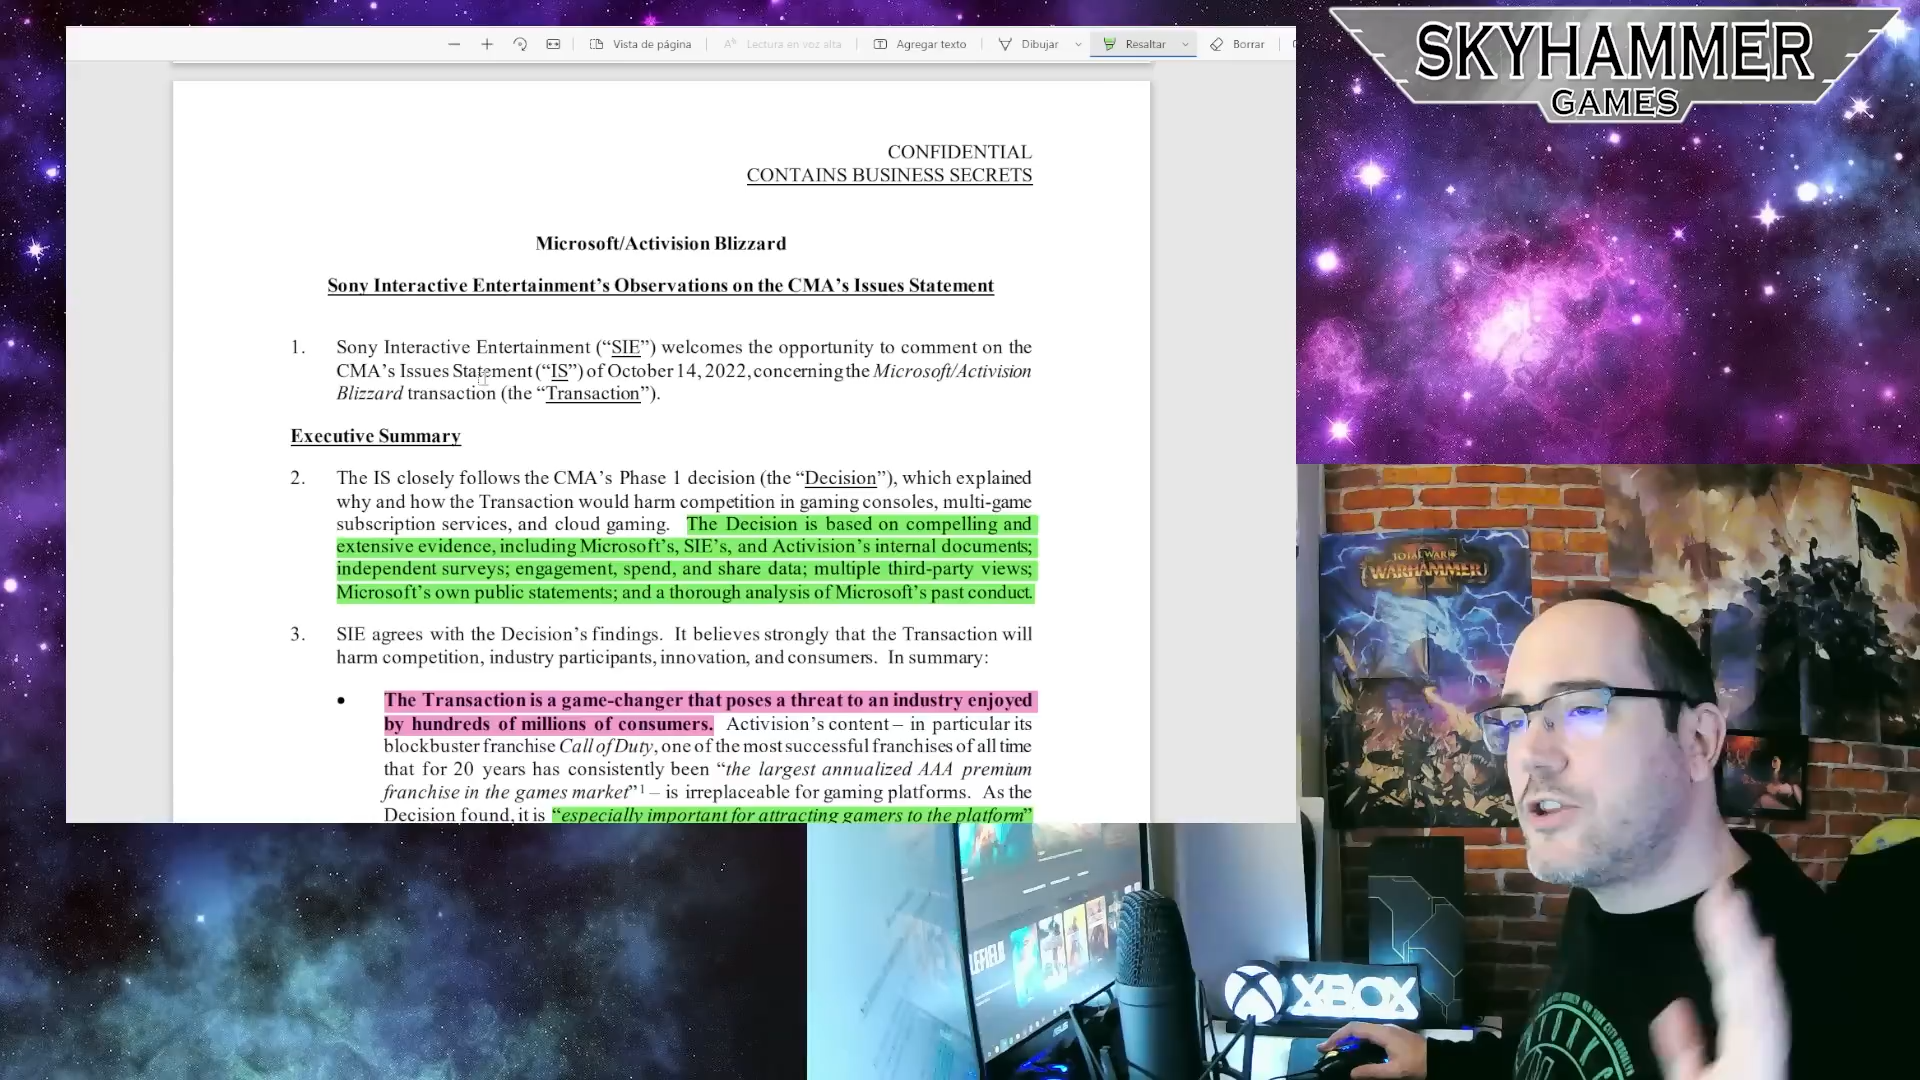 Vista de página
Lectura en voz alta
Agregar texto
Dibujar
Resaltar
Borrar
SKYHAMMER
GAMES
CONFIDENTIAL
CONTAINS BUSINESS SECRETS
Microsoft/Activision Blizzard
Sony Interactive Entertainment’s Observations on the CMA’s Issues Statement
1. Sony Interactive Entertainment (“SIE”) welcomes the opportunity to comment on the
CMA’s Issues Statement (“IS”) of October 14, 2022, concerning the Microsoft/Activision
Blizzard transaction (the “Transaction”).
Executive Summary
2. The IS closely follows the CMA’s Phase 1 decision (the “Decision”), which explained
why and how the Transaction would harm competition in gaming consoles, multi-game
subscription services, and cloud gaming. The Decision is based on compelling and
extensive evidence, including Microsoft’s, SIE’s, and Activision’s internal documents;
independent surveys; engagement, spend, and share data; multiple third-party views;
Microsoft’s own public statements; and a thorough analysis of Microsoft’s past conduct.
3. SIE agrees with the Decision’s findings. It believes strongly that the Transaction will
harm competition, industry participants, innovation, and consumers. In summary:
• The Transaction is a game-changer that poses a threat to an industry enjoyed
by hundreds of millions of consumers. Activision’s content – in particular its
blockbuster franchise Call of Duty, one of the most successful franchises of all time
that for 20 years has consistently been “the largest annualized AAA premium
franchise in the games market”1 – is irreplaceable for gaming platforms. As the
Decision found, it is “especially important for attracting gamers to the platform”
TOTAL WAR
WARHAMMER
XBOX